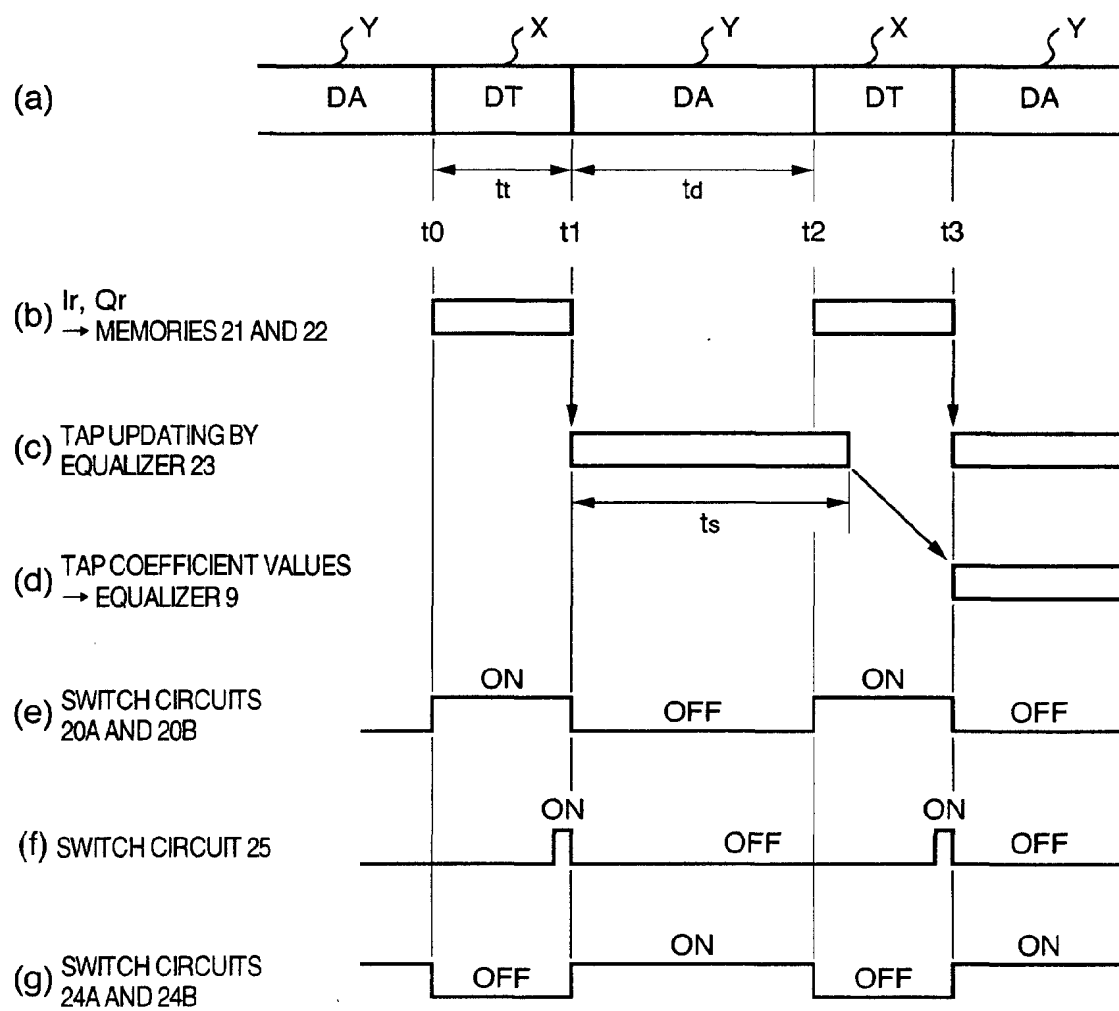 Y X Y X Y
(a) DA DT DA DT DA
tt td
t0 t1 t2 t3
(b) Ir, Qr
→ MEMORIES 21 AND 22
(c) TAP UPDATING BY
EQUALIZER 23
ts
(d) TAP COEFFICIENT VALUES
→ EQUALIZER 9
ON ON
(e) SWITCH CIRCUITS
20A AND 20B
OFF OFF
ON ON
(f) SWITCH CIRCUIT 25 OFF OFF
ON ON
(g) SWITCH CIRCUITS
24A AND 24B
OFF OFF